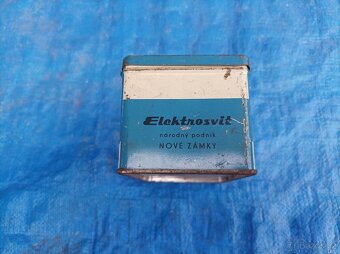 Elektrosvit
národný podnik
NOVÉ ZÁMKY